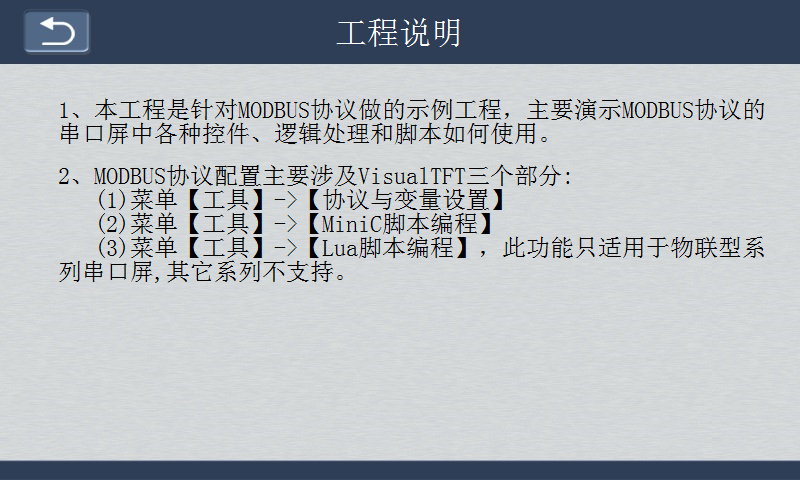 工程说明
1、本工程是针对MODBUS协议做的示例工程，主要演示MODBUS协议的
串口屏中各种控件、逻辑处理和脚本如何使用。
2、MODBUS协议配置主要涉及VisualTFT三个部分:
(1)菜单【工具】->【协议与变量设置】
(2)菜单【工具】->【MiniC脚本编程】
(3)菜单【工具】->【Lua脚本编程】，此功能只适用于物联型系
列串口屏,其它系列不支持。